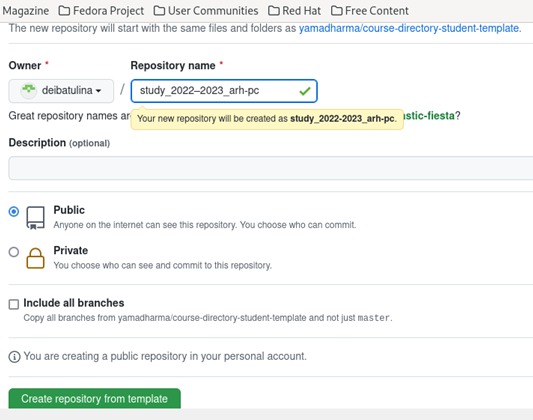 Magazine Fedora Project User Communities Red Hat Free Content
The new repository will start with the same files and folders as yamadharma/course-directory-student-template.
Owner * Repository name *
deibatulina / study_2022–2023_arh-pc
Great repository names ar
Your new repository will be created as study_2022-2023_arh-pc.
astic-fiesta?
Description (optional)
Public
Anyone on the internet can see this repository. You choose who can commit.
Private
You choose who can see and commit to this repository.
Include all branches
Copy all branches from yamadharma/course-directory-student-template and not just master.
You are creating a public repository in your personal account.
Create repository from template